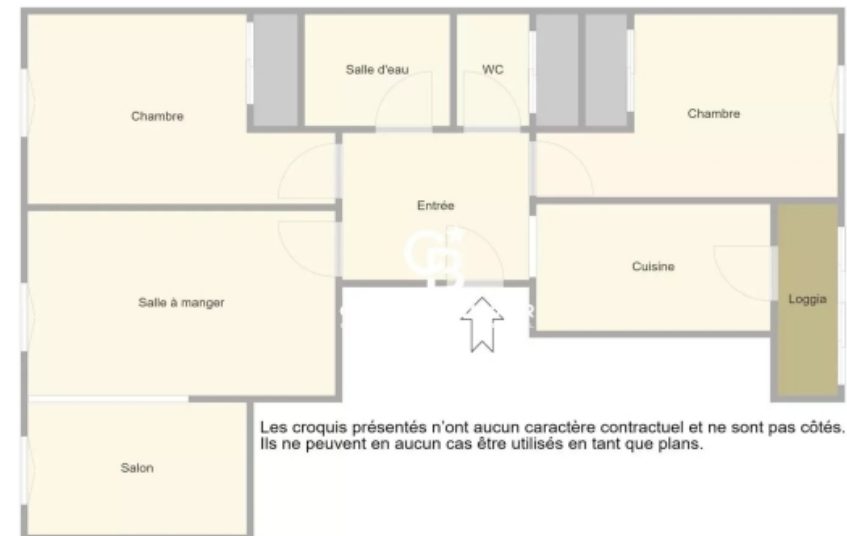 Salle d'eau
WC
Chambre
Chambre
Entrée
Cuisine
Salle à manger
Loggia
Les croquis présentés n'ont aucun caractère contractuel et ne sont pas côtés.
Ils ne peuvent en aucun cas être utilisés en tant que plans.
Salon